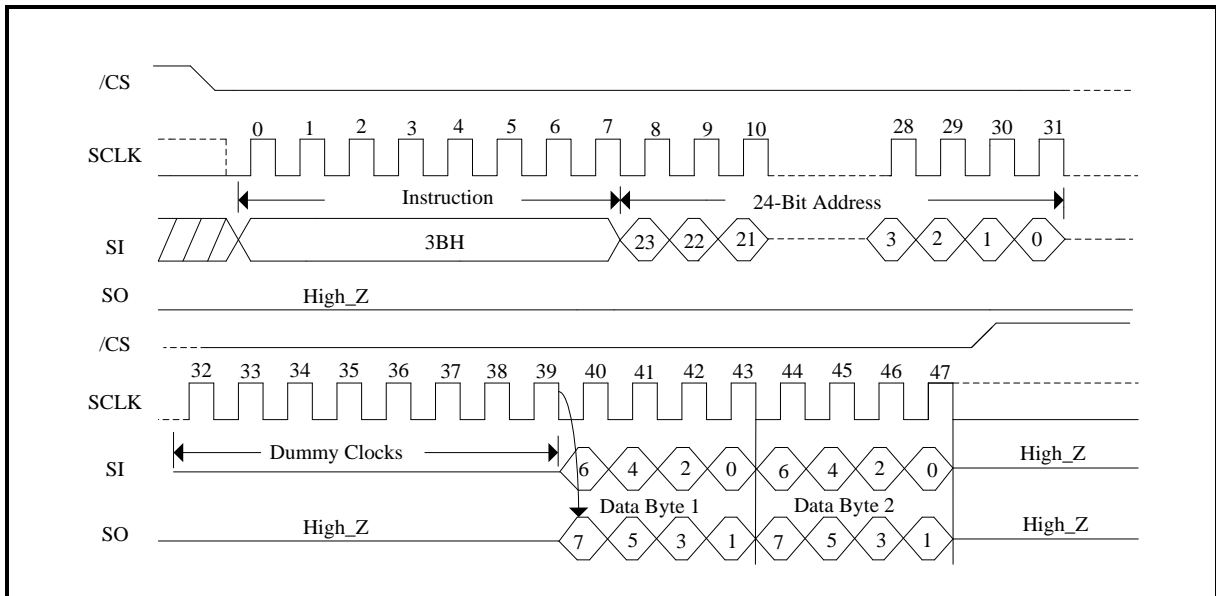 /CS
0 1 2 3 4 5 6 7 8 9 10 28 29 30 31
SCLK
Instruction 24-Bit Address
SI 3BH 23 22 21 3 2 1 0
SO High_Z
/CS
32 33 34 35 36 37 38 39 40 41 42 43 44 45 46 47
SCLK
Dummy Clocks
SI 6 4 2 0 6 4 2 0 High_Z
Data Byte 1 Data Byte 2
SO High_Z 7 5 3 1 7 5 3 1 High_Z